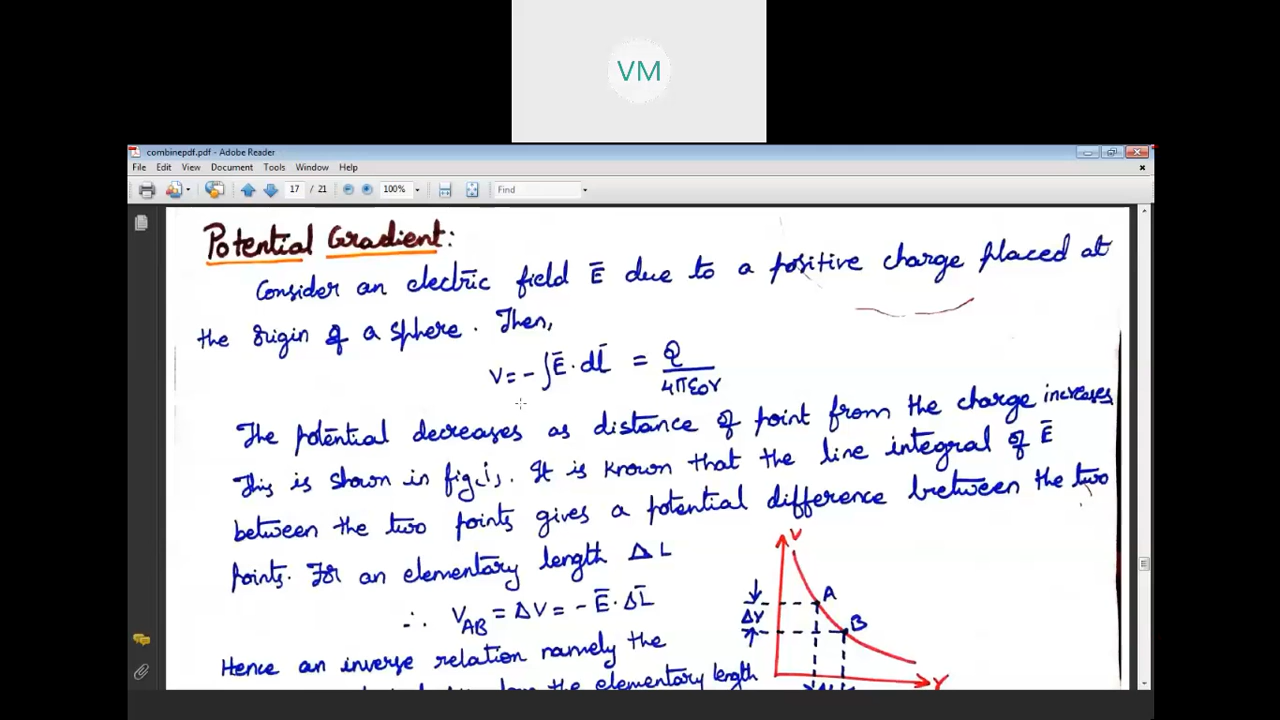 VM
combinepdf.pdf - Adobe Reader
File Edit View Document Tools Window Help
17 / 21 100% Find
Potential Gradient:
Consider an electric field Ē due to a positive charge placed at
the origin of a sphere. Then,
V = - ∫ Ē · dl̄ = Q / 4πε₀r
The potential decreases as distance of point from the charge increases
This is shown in fig,i,. It is known that the line integral of Ē
between the two points gives a potential difference between the two
points. For an elementary length ΔL
∴ V_AB = ΔV = - Ē · ΔL̄
Hence an inverse relation namely the
the elementary length
V
A
ΔV
B
r